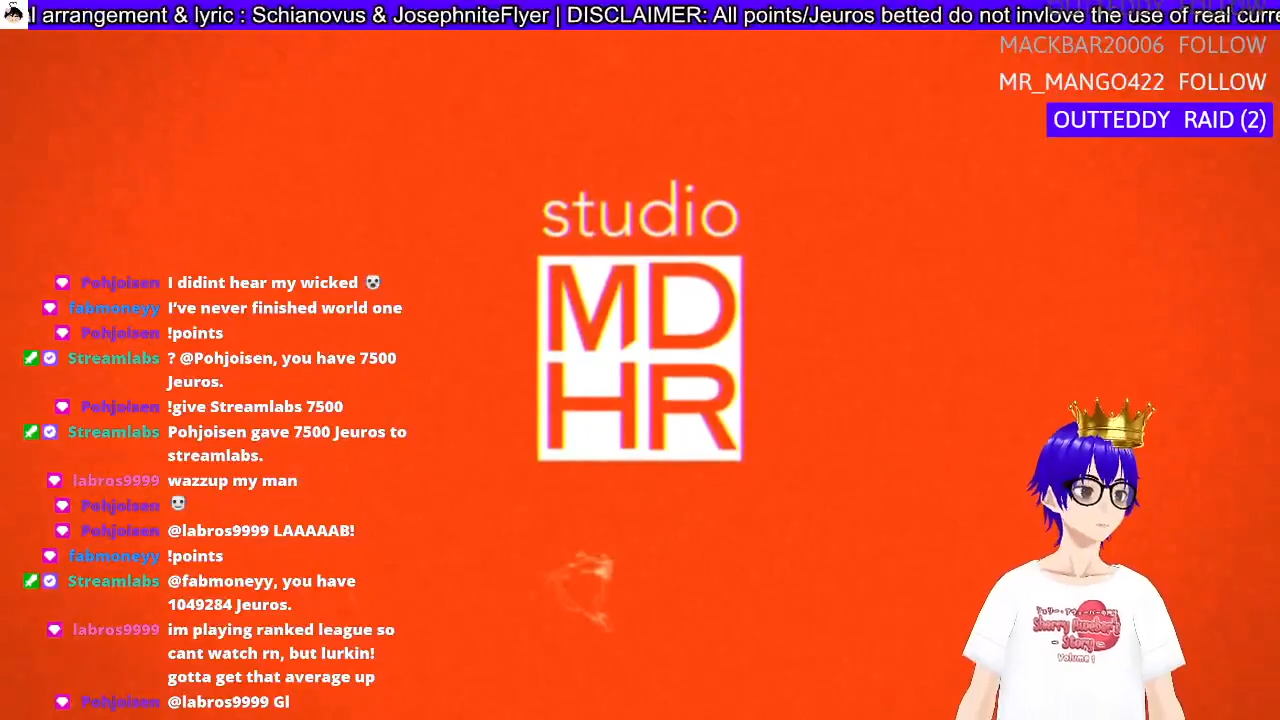 al arrangement & lyric : Schianovus & JosephniteFlyer | DISCLAIMER: All points/Jeuros betted do not invlove the use of real curre
MACKBAR20006 FOLLOW
MR_MANGO422 FOLLOW
OUTTEDDY RAID (2)
studio
MD
HR
Pohjoisen I didint hear my wicked
fabmoneyy I’ve never finished world one
Pohjoisen !points
Streamlabs ? @Pohjoisen, you have 7500
Jeuros.
Pohjoisen !give Streamlabs 7500
Streamlabs Pohjoisen gave 7500 Jeuros to
streamlabs.
labros9999 wazzup my man
Pohjoisen
Pohjoisen @labros9999 LAAAAAB!
fabmoneyy !points
Streamlabs @fabmoneyy, you have
1049284 Jeuros.
labros9999 im playing ranked league so
cant watch rn, but lurkin!
gotta get that average up
Pohjoisen @labros9999 Gl
Story
Volume 1